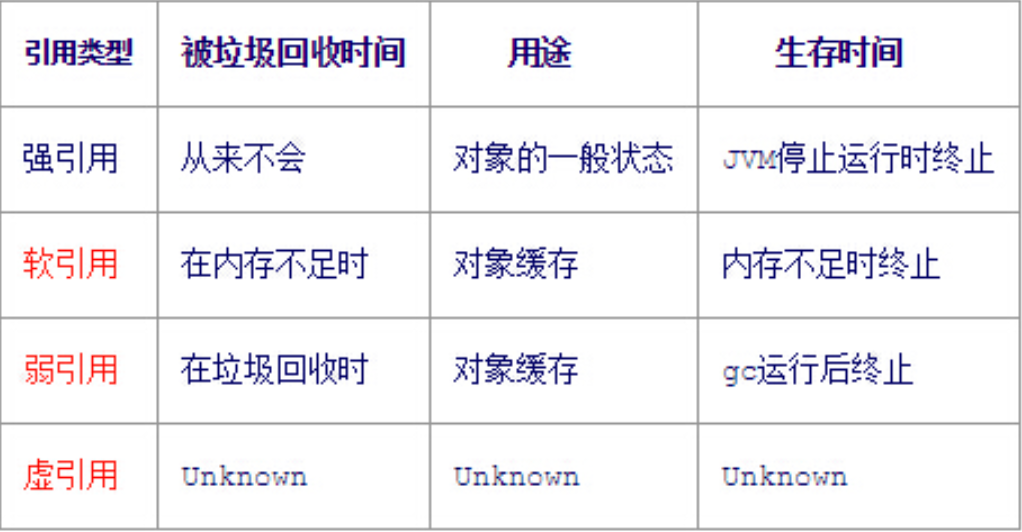 引用类型 被垃圾回收时间 用途 生存时间
强引用 从来不会 对象的一般状态 JVM停止运行时终止
软引用 在内存不足时 对象缓存 内存不足时终止
弱引用 在垃圾回收时 对象缓存 gc运行后终止
虚引用 Unknown Unknown Unknown